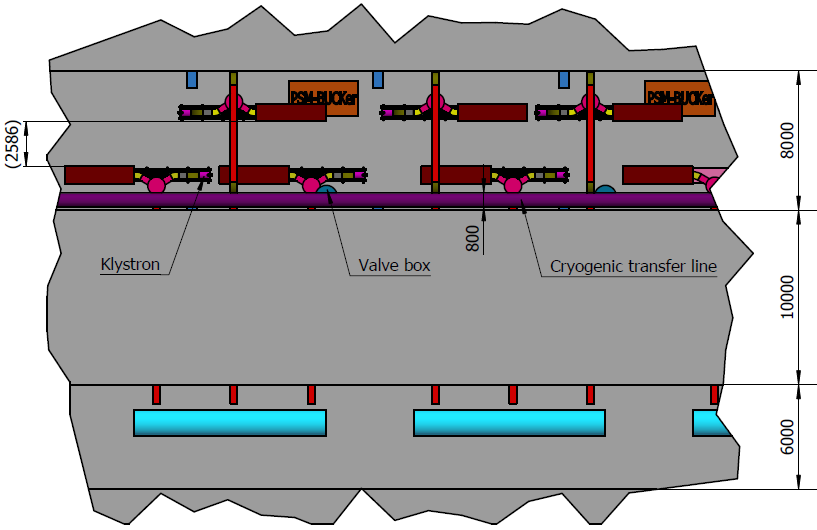 PSM-BUCKer
PSM-BUCKer
(2586)
8000
800
Klystron
Valve box
Cryogenic transfer line
10000
6000